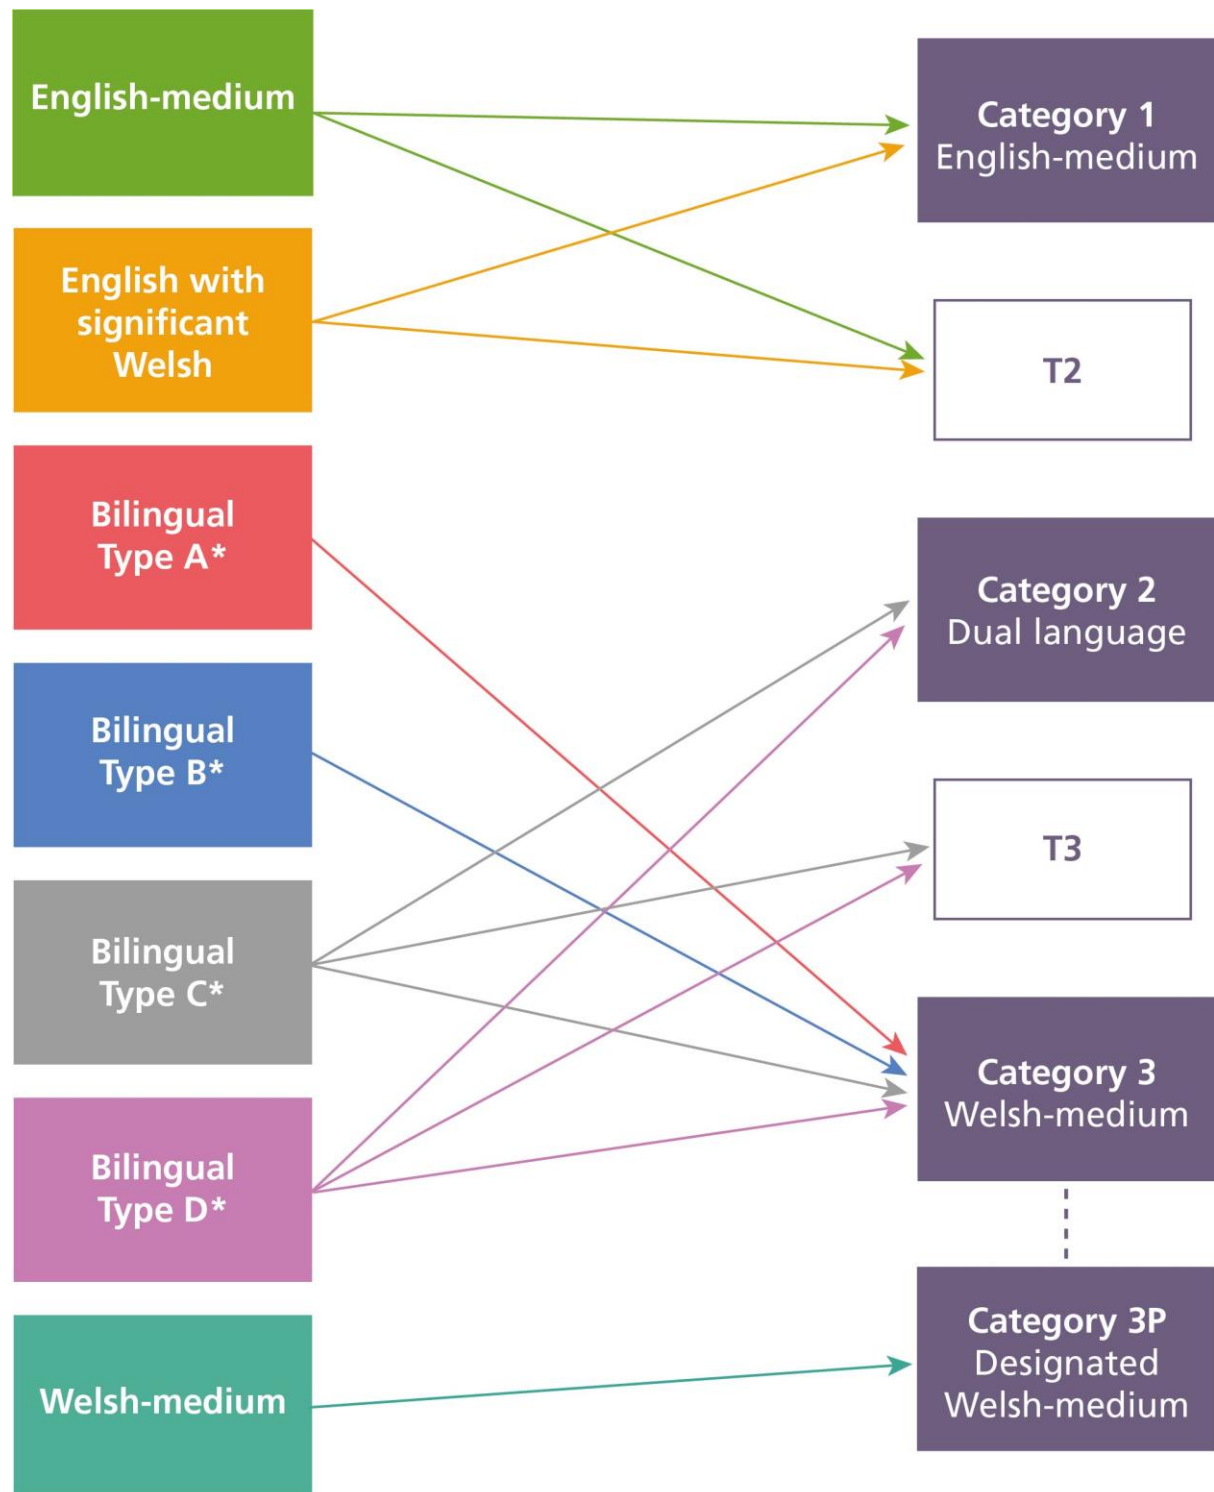 English-medium
English with
significant
Welsh
Bilingual
Type A*
Bilingual
Type B*
Bilingual
Type C*
Bilingual
Type D*
Welsh-medium
Category 1
English-medium
T2
Category 2
Dual language
T3
Category 3
Welsh-medium
Category 3P
Designated
Welsh-medium